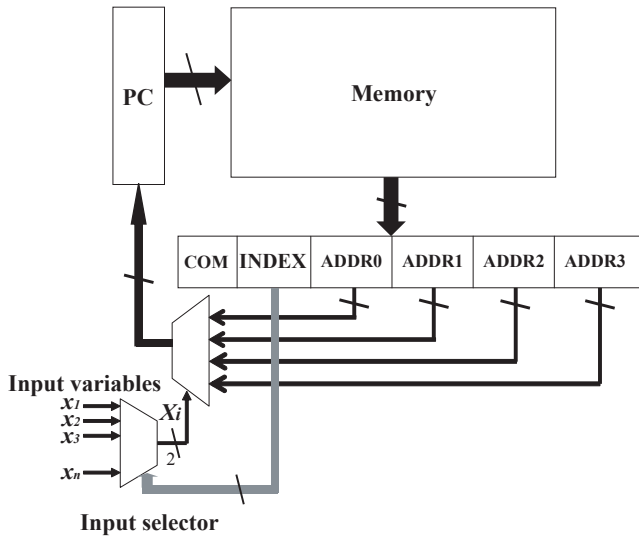 PC
Memory
COM INDEX ADDR0 ADDR1 ADDR2 ADDR3
Input variables
x1
x2
x3
xn
Xi
2
Input selector